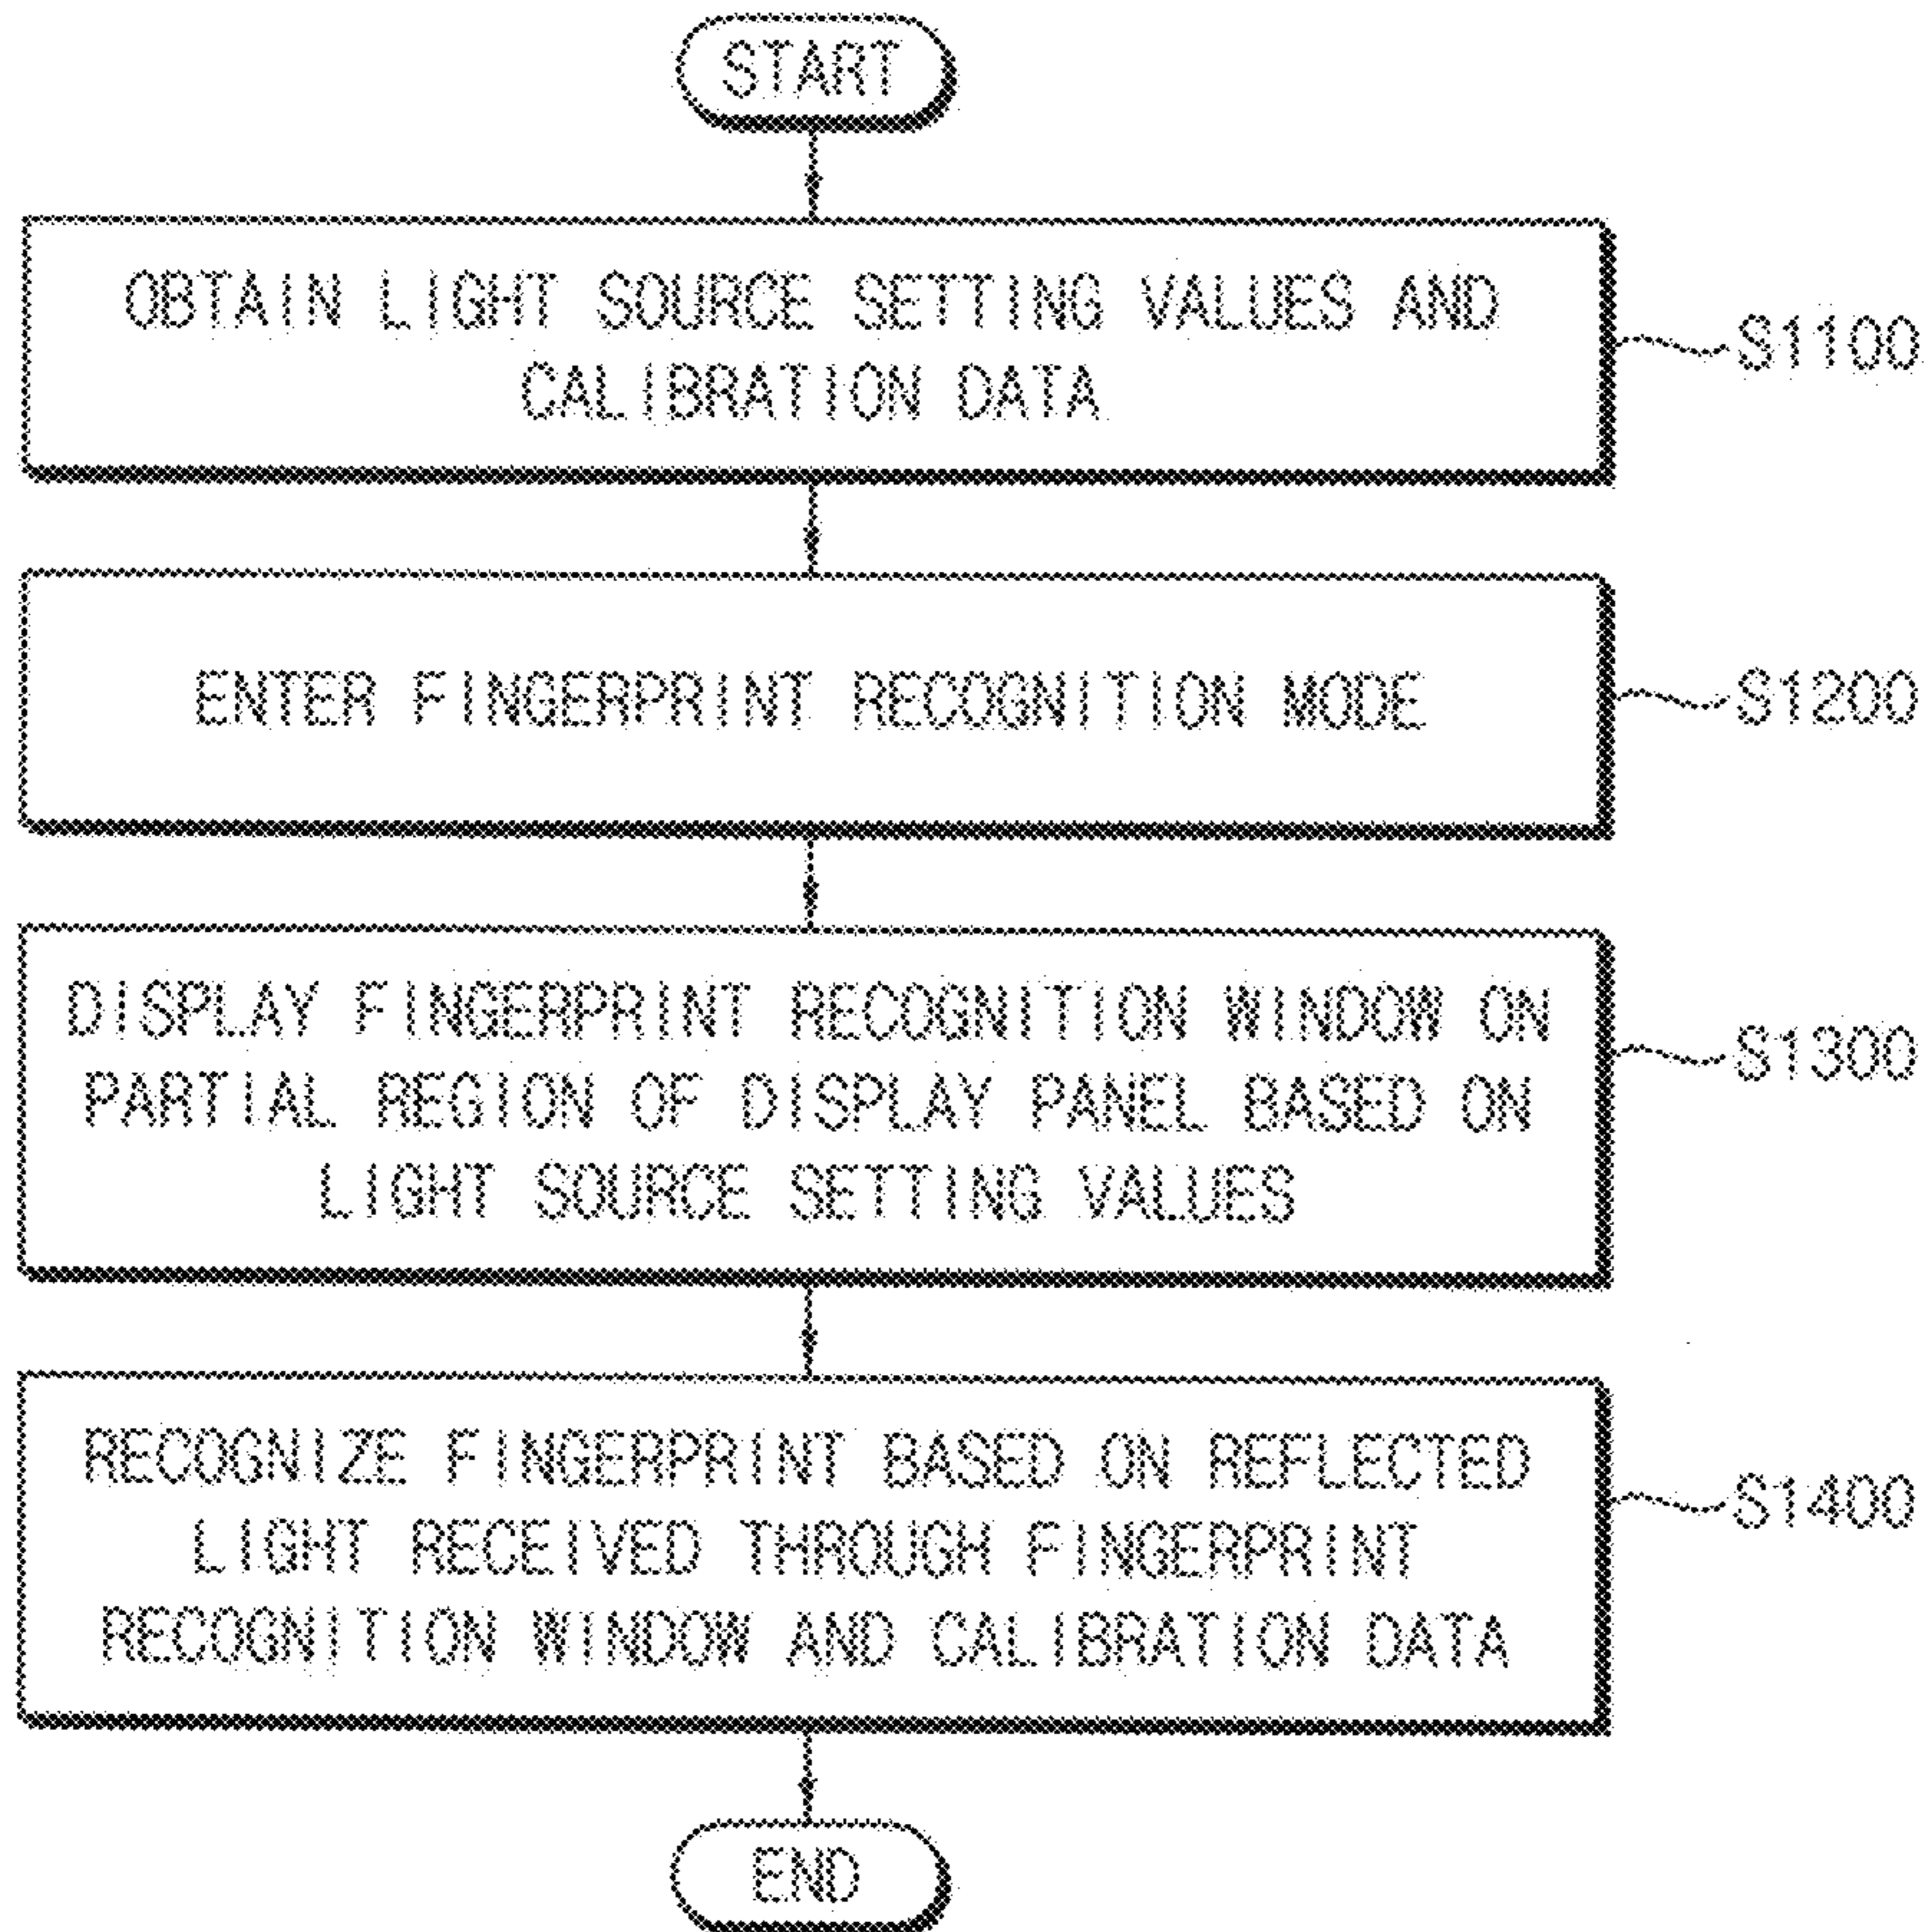 START
OBTAIN LIGHT SOURCE SETTING VALUES AND
CALIBRATION DATA
S1100
ENTER FINGERPRINT RECOGNITION MODE
S1200
DISPLAY FINGERPRINT RECOGNITION WINDOW ON
PARTIAL REGION OF DISPLAY PANEL BASED ON
LIGHT SOURCE SETTING VALUES
S1300
RECOGNIZE FINGERPRINT BASED ON REFLECTED
LIGHT RECEIVED THROUGH FINGERPRINT
RECOGNITION WINDOW AND CALIBRATION DATA
S1400
END